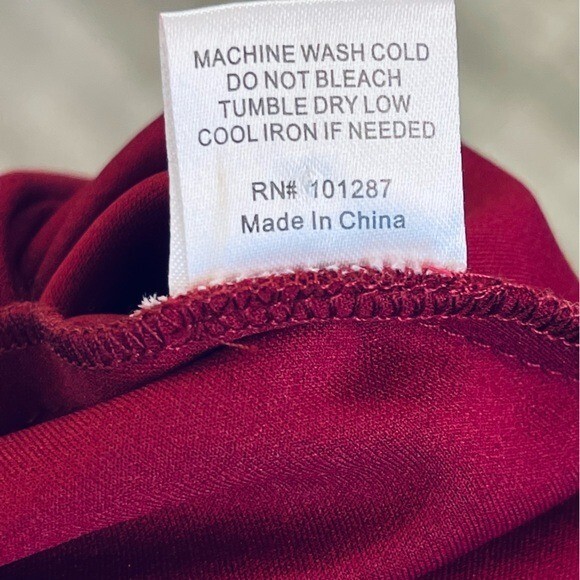 MACHINE WASH COLD
DO NOT BLEACH
TUMBLE DRY LOW
COOL IRON IF NEEDED
RN# 101287
Made In China